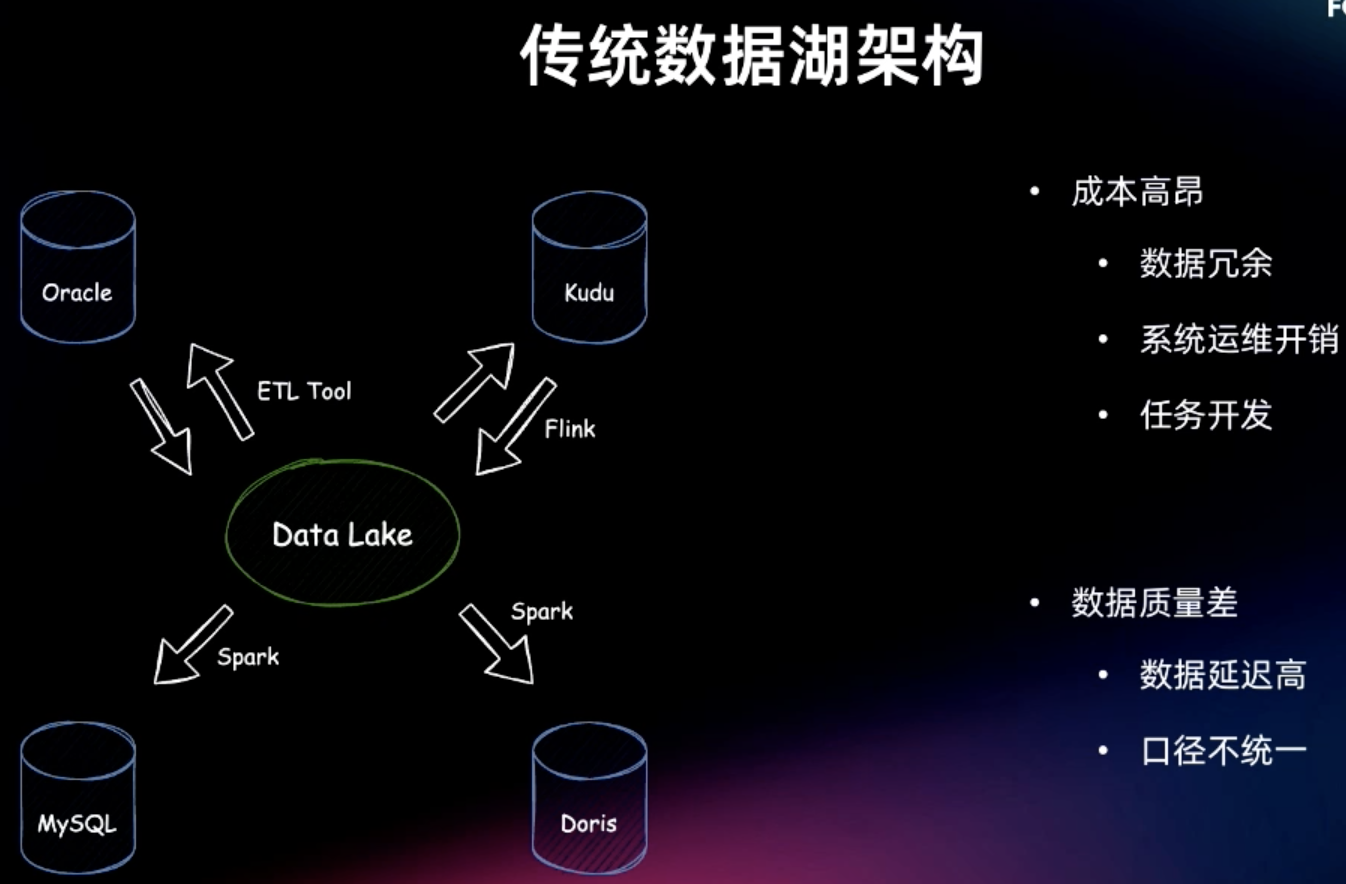 传统数据湖架构
Oracle
Kudu
ETL Tool
Flink
Data Lake
Spark
Spark
MySQL
Doris
• 成本高昂
• 数据冗余
• 系统运维开销
• 任务开发
• 数据质量差
• 数据延迟高
• 口径不统一